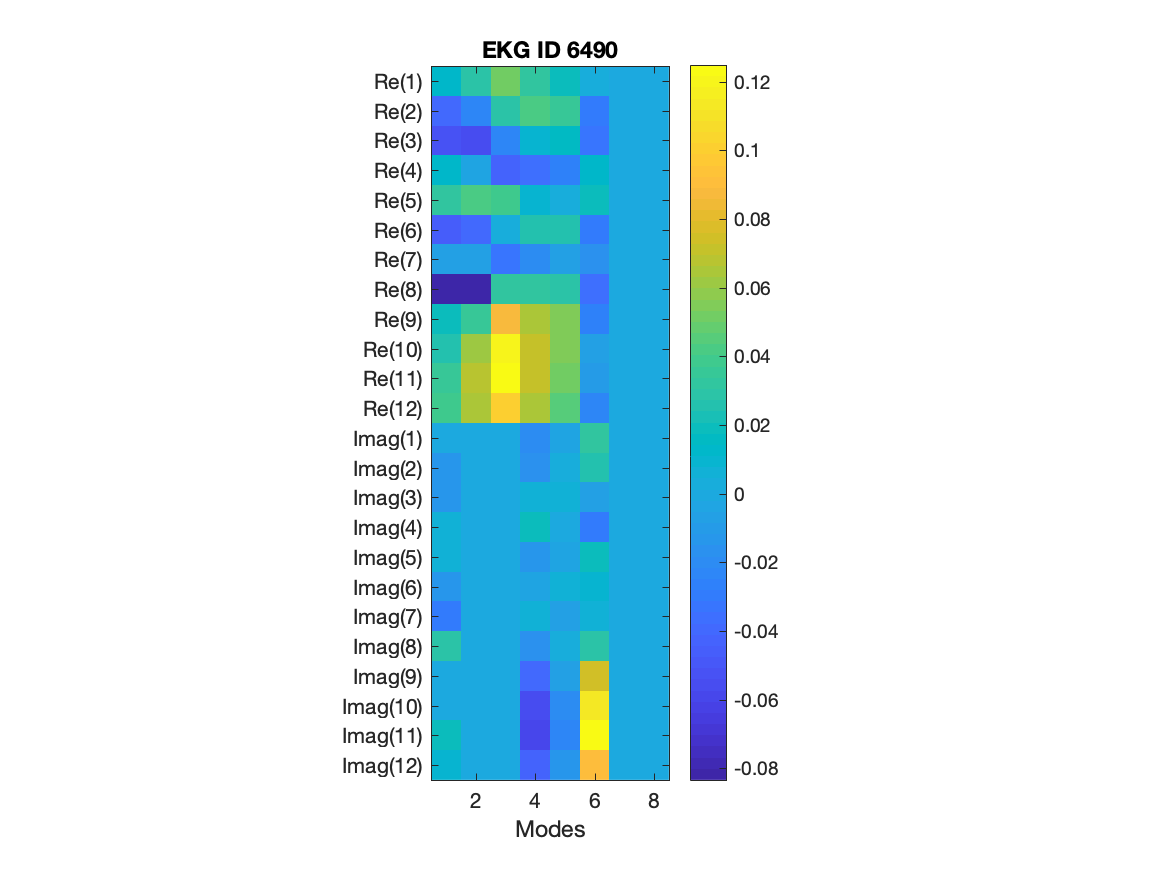 EKG ID 6490
Re(1)
Re(2)
Re(3)
Re(4)
Re(5)
Re(6)
Re(7)
Re(8)
Re(9)
Re(10)
Re(11)
Re(12)
Imag(1)
Imag(2)
Imag(3)
Imag(4)
Imag(5)
Imag(6)
Imag(7)
Imag(8)
Imag(9)
Imag(10)
Imag(11)
Imag(12)
2 4 6 8
Modes
0.12
0.1
0.08
0.06
0.04
0.02
0
-0.02
-0.04
-0.06
-0.08